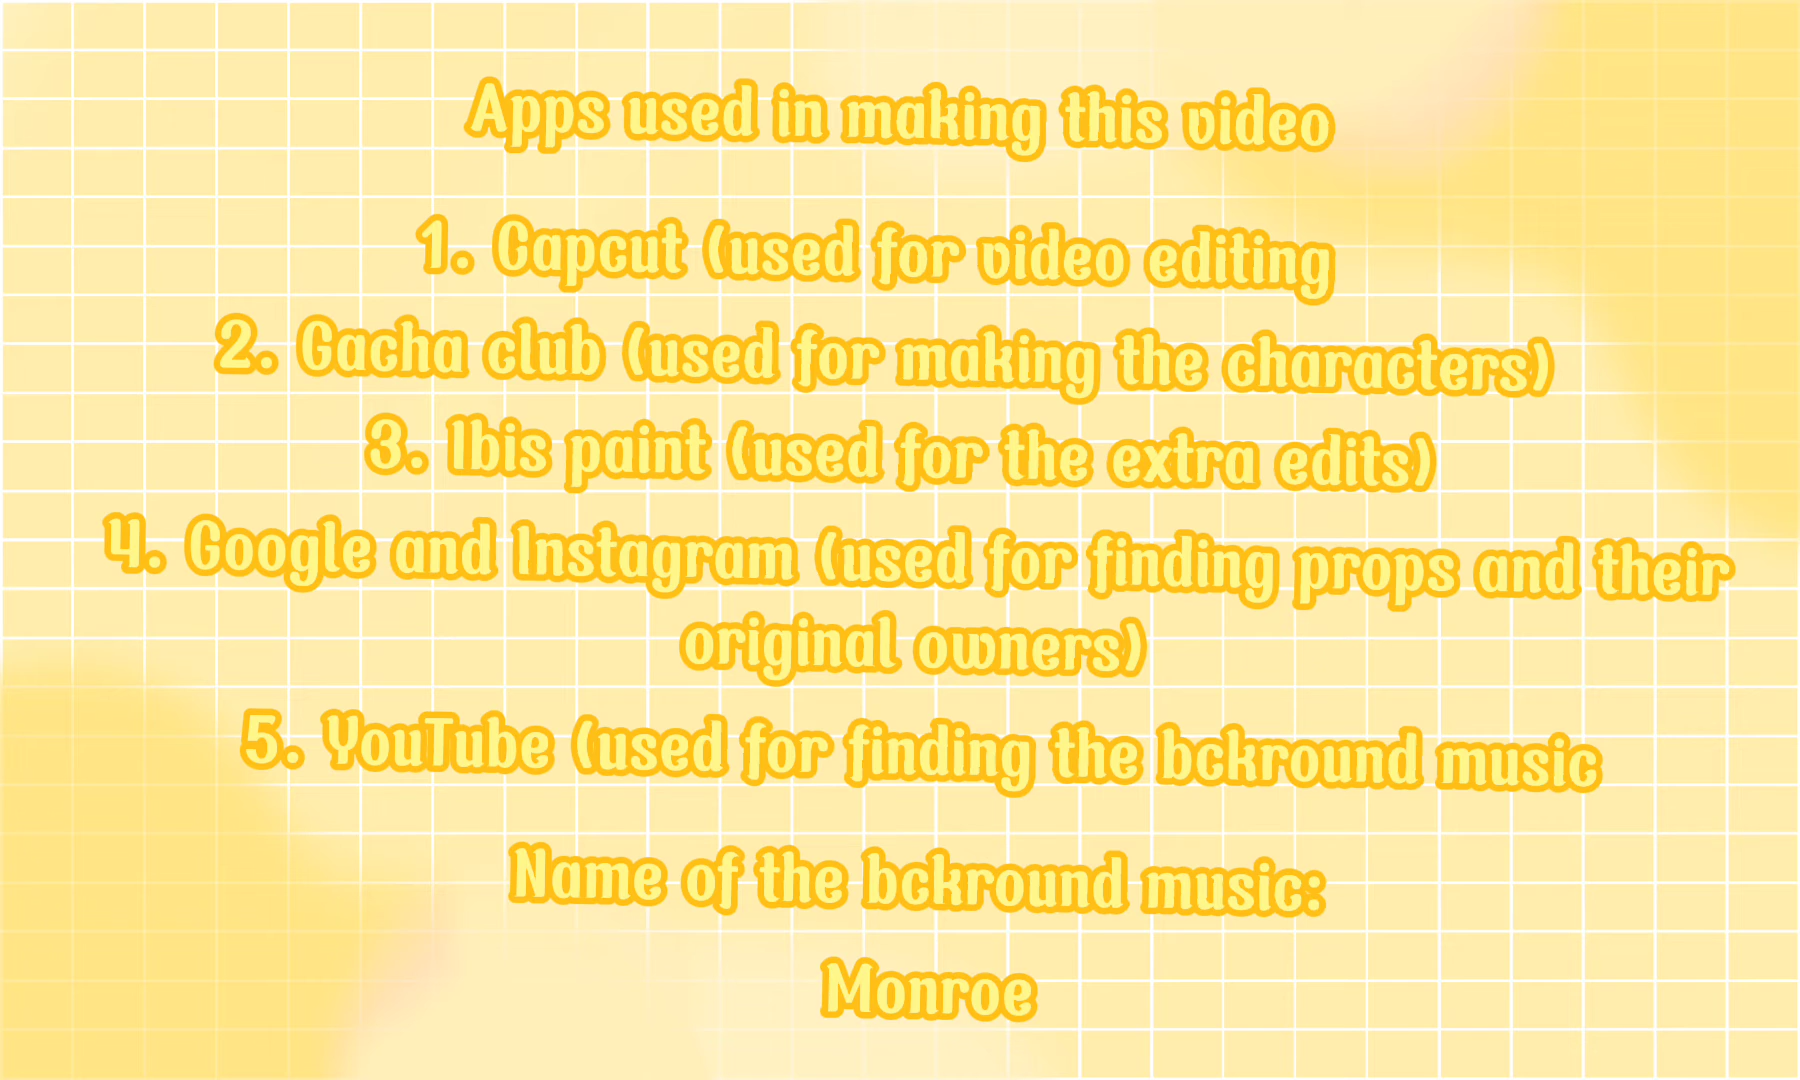 Apps used in making this video
1. Capcut (used for video editing
2. Gacha club (used for making the characters)
3. Ibis paint (used for the extra edits)
4. Google and Instagram (used for finding props and their
original owners)
5. YouTube (used for finding the bckround music
Name of the bckround music:
Monroe